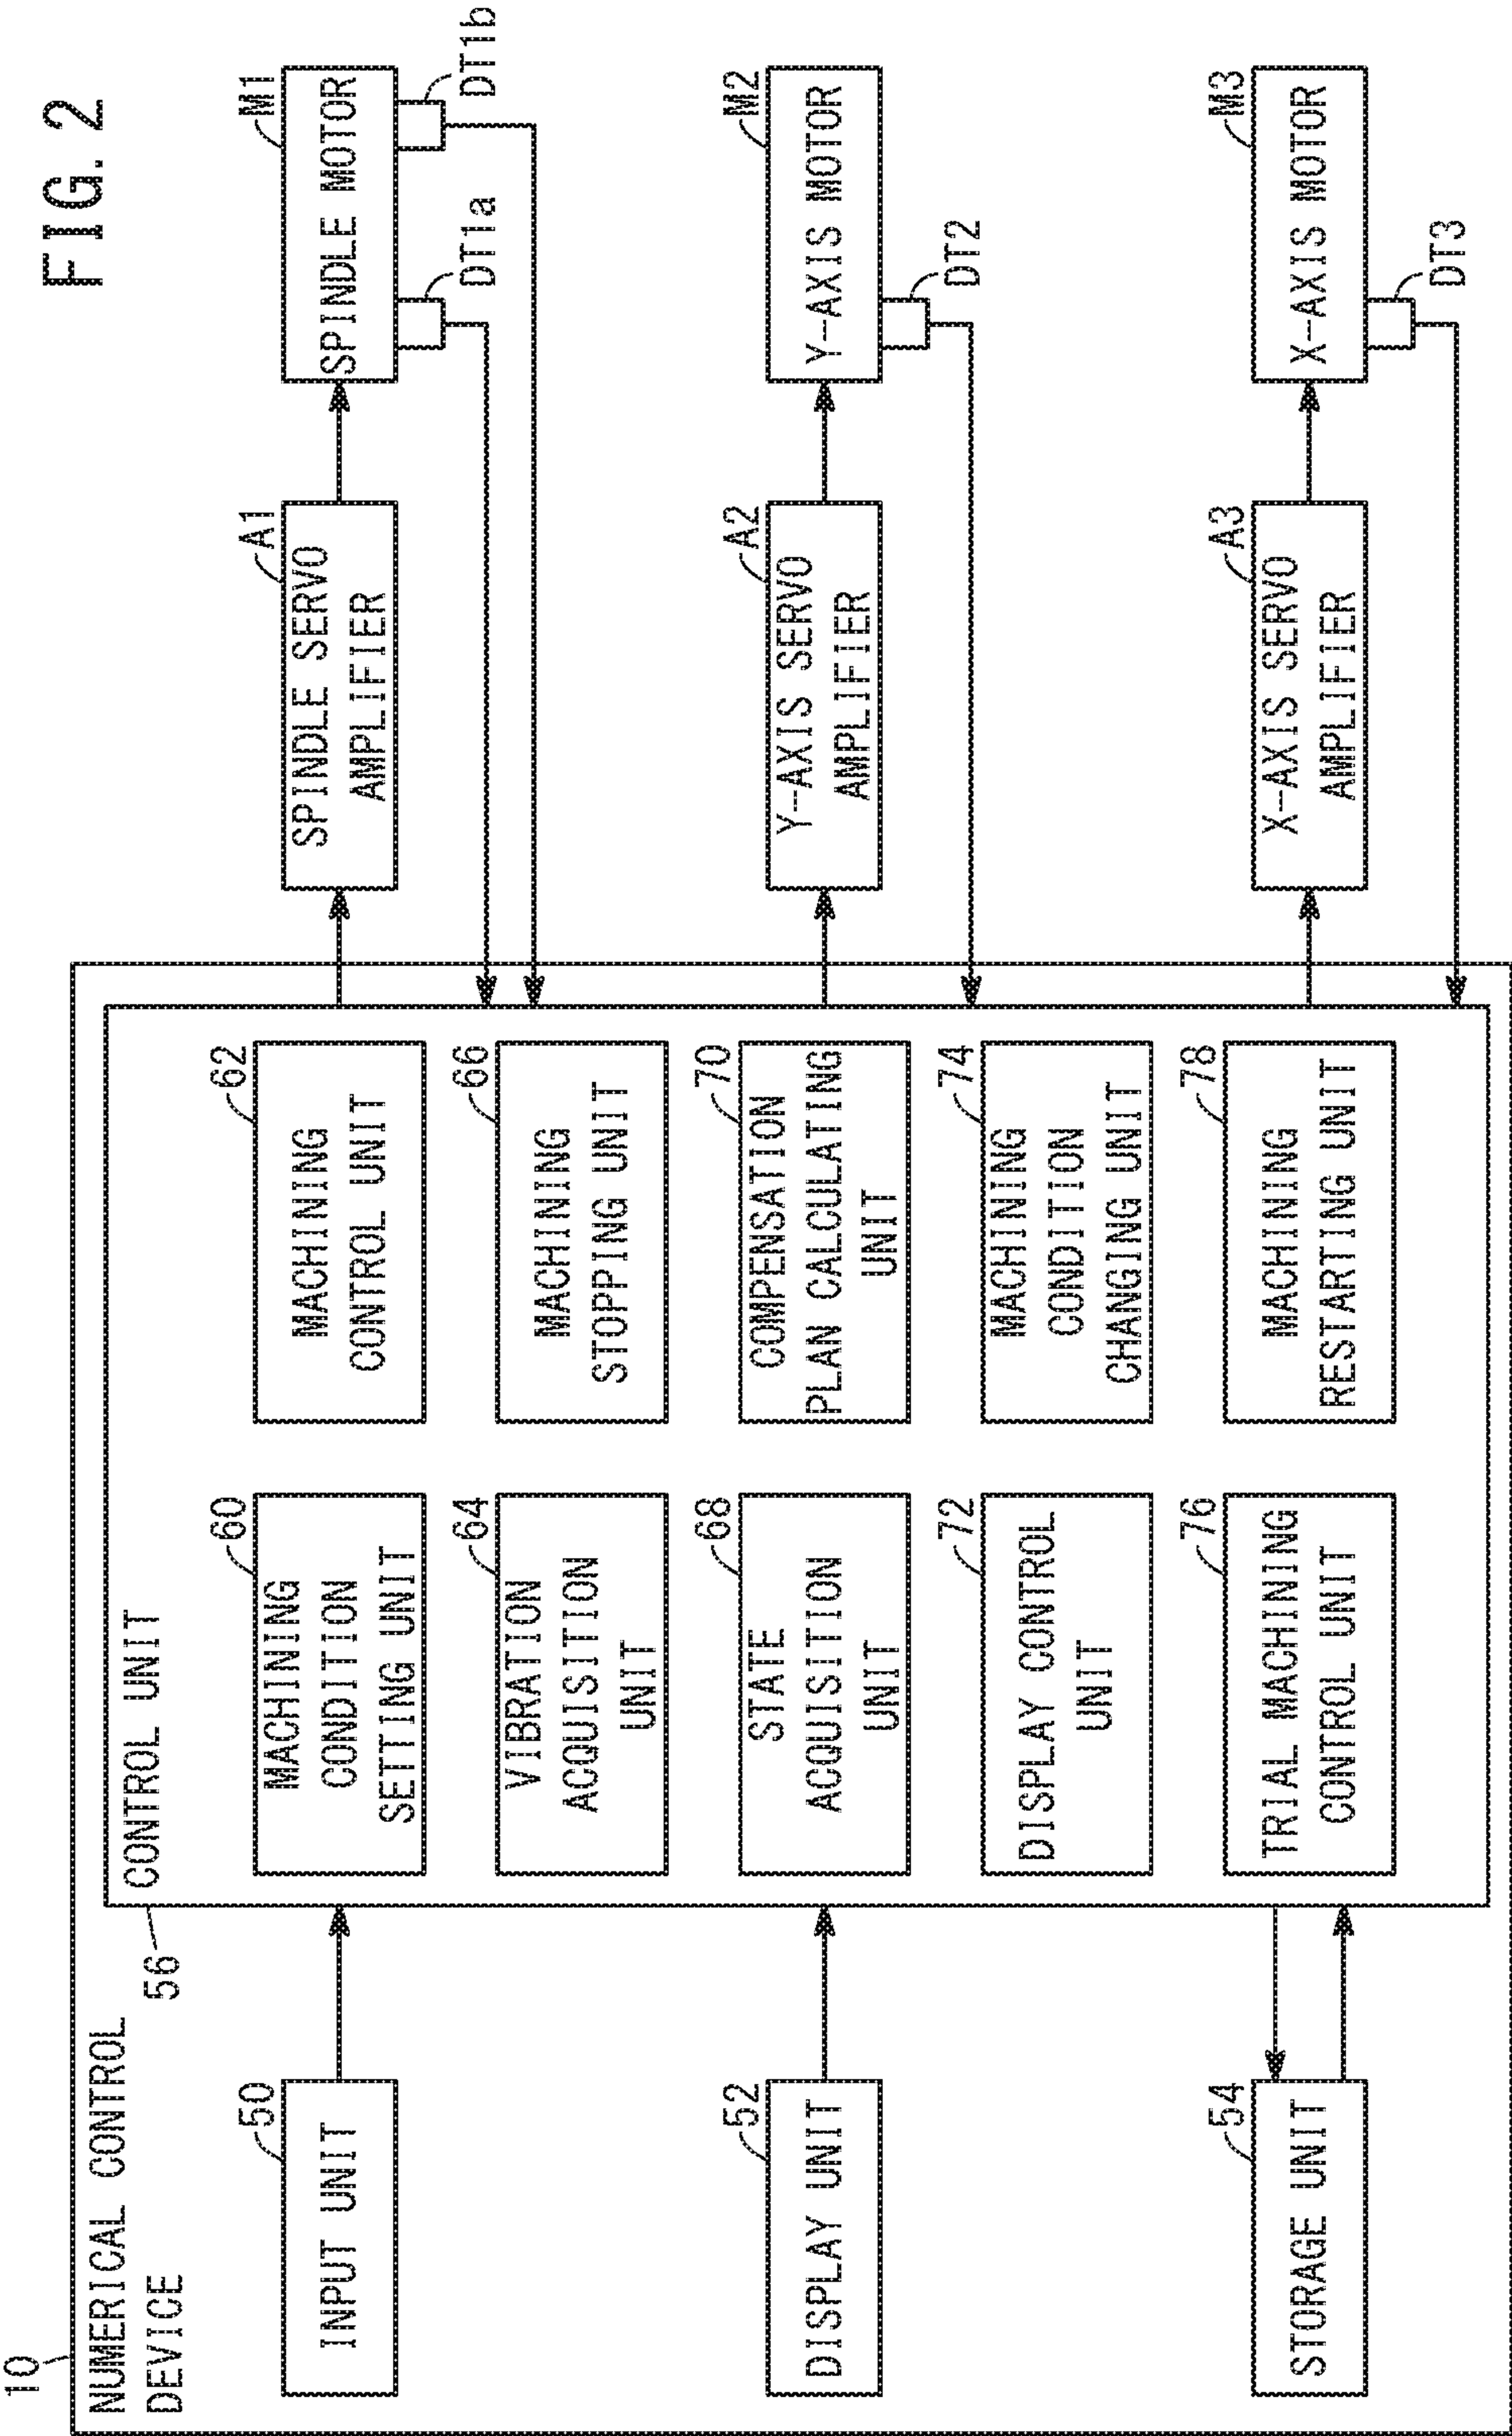 FIG. 2
10
NUMERICAL CONTROL
DEVICE
56
CONTROL UNIT
50
INPUT UNIT
52
DISPLAY UNIT
54
STORAGE UNIT
60
MACHINING
CONDITION
SETTING UNIT
62
MACHINING
CONTROL UNIT
64
VIBRATION
ACQUISITION
UNIT
66
MACHINING
STOPPING UNIT
68
STATE
ACQUISITION
UNIT
70
COMPENSATION
PLAN CALCULATING
UNIT
72
DISPLAY CONTROL
UNIT
74
MACHINING
CONDITION
CHANGING UNIT
76
TRIAL MACHINING
CONTROL UNIT
78
MACHINING
RESTARTING UNIT
A1
SPINDLE SERVO
AMPLIFIER
M1
SPINDLE MOTOR
DT1a
DT1b
A2
Y-AXIS SERVO
AMPLIFIER
M2
Y-AXIS MOTOR
DT2
A3
X-AXIS SERVO
AMPLIFIER
M3
X-AXIS MOTOR
DT3